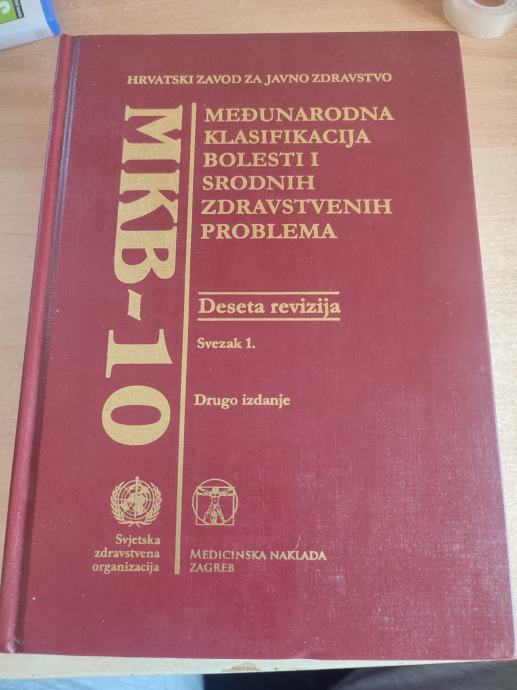 HRVATSKI ZAVOD ZA JAVNO ZDRAVSTVO
MKB-10
MEĐUNARODNA
KLASIFIKACIJA
BOLESTI I
SRODNIH
ZDRAVSTVENIH
PROBLEMA
Deseta revizija
Svezak 1.
Drugo izdanje
Svjetska
zdravstvena
organizacija
MEDICINSKA NAKLADA
ZAGREB